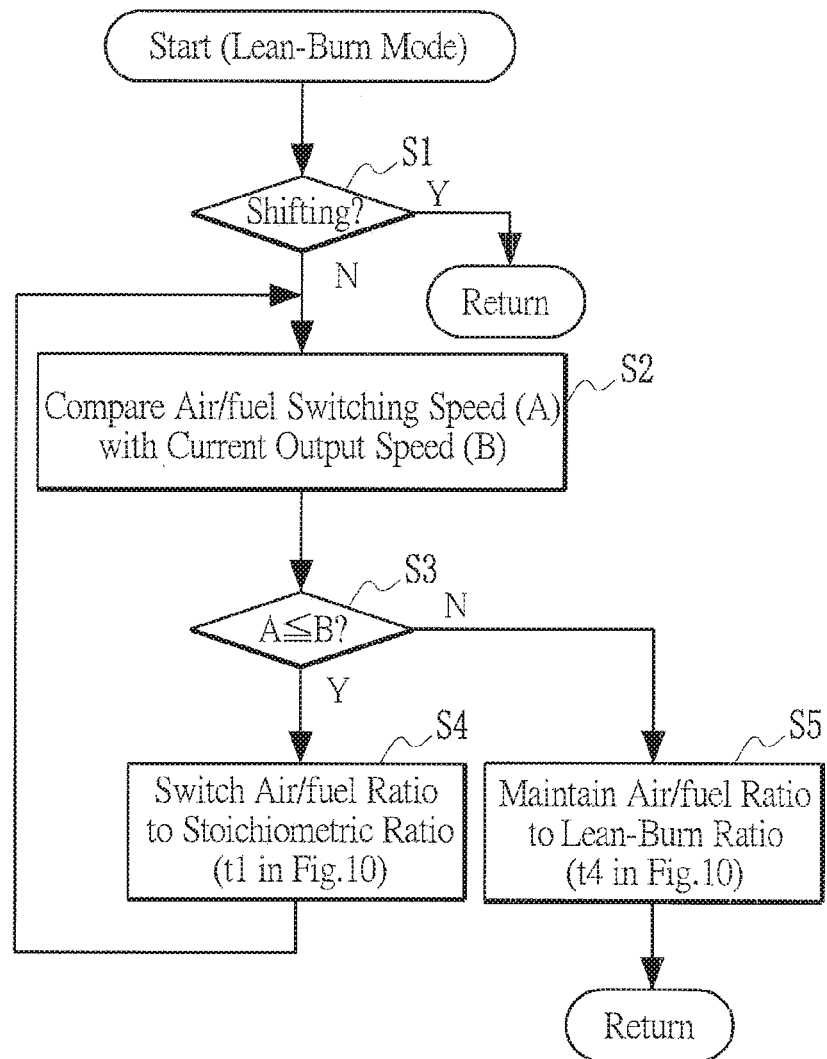 Start (Lean-Burn Mode)
S1
Shifting?
Y
N
Return
S2
Compare Air/fuel Switching Speed (A)
with Current Output Speed (B)
S3
A≦B?
N
Y
S4
Switch Air/fuel Ratio
to Stoichiometric Ratio
(t1 in Fig.10)
S5
Maintain Air/fuel Ratio
to Lean-Burn Ratio
(t4 in Fig.10)
Return